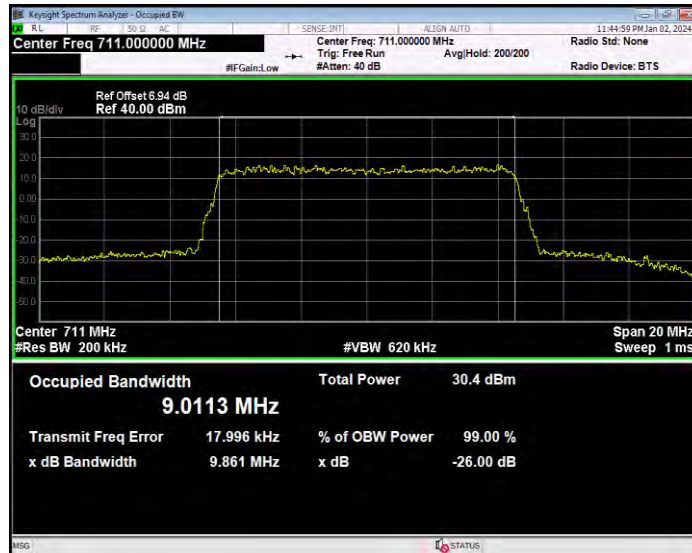 Keysight Spectrum Analyzer - Occupied BW
RL RF 50 Ω AC SENSE:INT ALIGN AUTO 11:44:59 PM Jan 02, 2024
Center Freq 711.000000 MHz
Center Freq: 711.000000 MHz
Radio Std: None
Trig: Free Run Avg|Hold: 200/200
#IFGain:Low #Atten: 40 dB Radio Device: BTS
Ref Offset 6.94 dB
10 dB/div Ref 40.00 dBm
Log
30.0
20.0
10.0
0.00
-10.0
-20.0
-30.0
-40.0
-50.0
Center 711 MHz Span 20 MHz
#Res BW 200 kHz #VBW 620 kHz Sweep 1 ms
Occupied Bandwidth Total Power 30.4 dBm
9.0113 MHz
Transmit Freq Error 17.996 kHz % of OBW Power 99.00 %
x dB Bandwidth 9.861 MHz x dB -26.00 dB
MSG STATUS